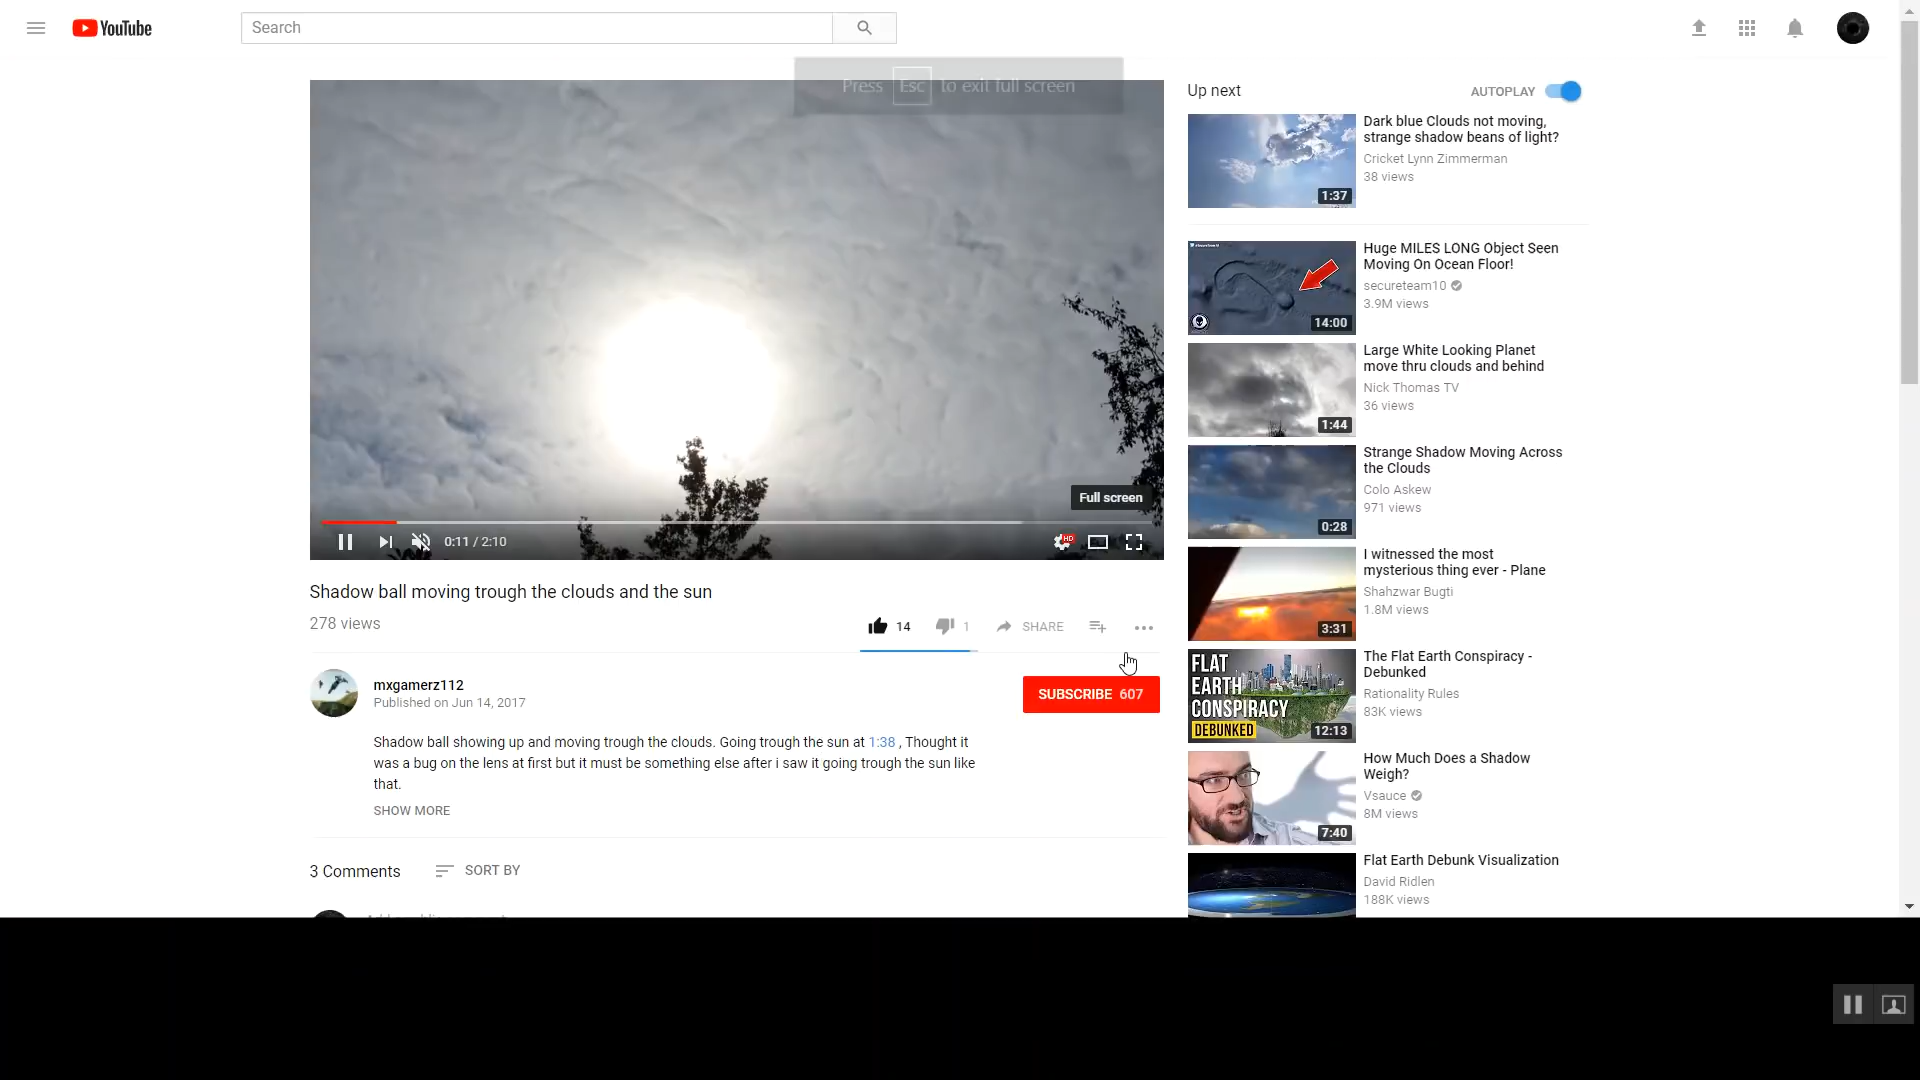 YouTube
Search
Press Esc to exit full screen
Full screen
0:11 / 2:10
HD
Shadow ball moving trough the clouds and the sun
278 views
14
1
SHARE
mxgamerz112
Published on Jun 14, 2017
SUBSCRIBE 607
Shadow ball showing up and moving trough the clouds. Going trough the sun at 1:38 , Thought it
was a bug on the lens at first but it must be something else after i saw it going trough the sun like
that.
SHOW MORE
3 Comments
SORT BY
Up next
AUTOPLAY
Dark blue Clouds not moving,
strange shadow beans of light?
Cricket Lynn Zimmerman
38 views
1:37
Huge MILES LONG Object Seen
Moving On Ocean Floor!
secureteam10
3.9M views
14:00
Large White Looking Planet
move thru clouds and behind
Nick Thomas TV
36 views
1:44
Strange Shadow Moving Across
the Clouds
Colo Askew
971 views
0:28
I witnessed the most
mysterious thing ever - Plane
Shahzwar Bugti
1.8M views
3:31
FLAT
EARTH
CONSPIRACY
DEBUNKED
12:13
The Flat Earth Conspiracy -
Debunked
Rationality Rules
83K views
How Much Does a Shadow
Weigh?
Vsauce
8M views
7:40
Flat Earth Debunk Visualization
David Ridlen
188K views